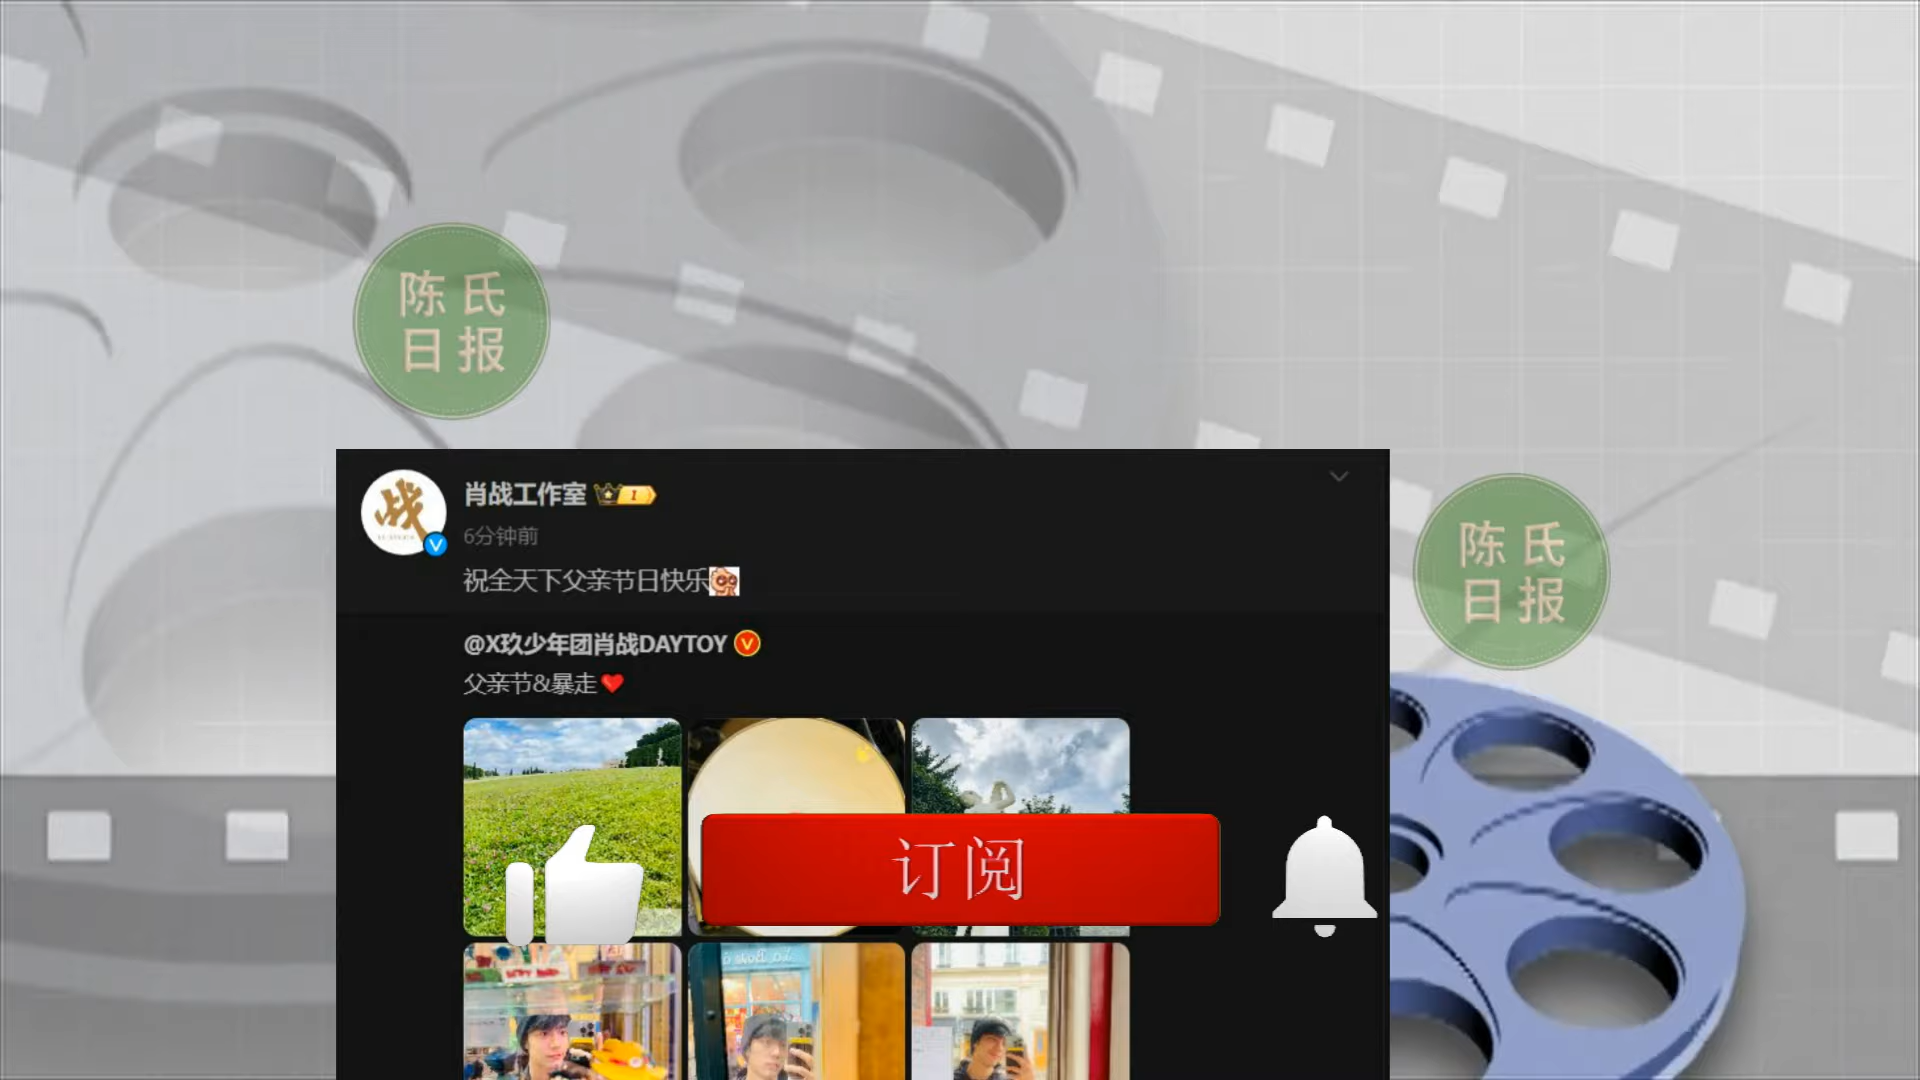 陈氏
日报
肖战工作室
1
6分钟前
祝全天下父亲节日快乐
陈氏
日报
@X玖少年团肖战DAYTOY
父亲节&暴走
订阅